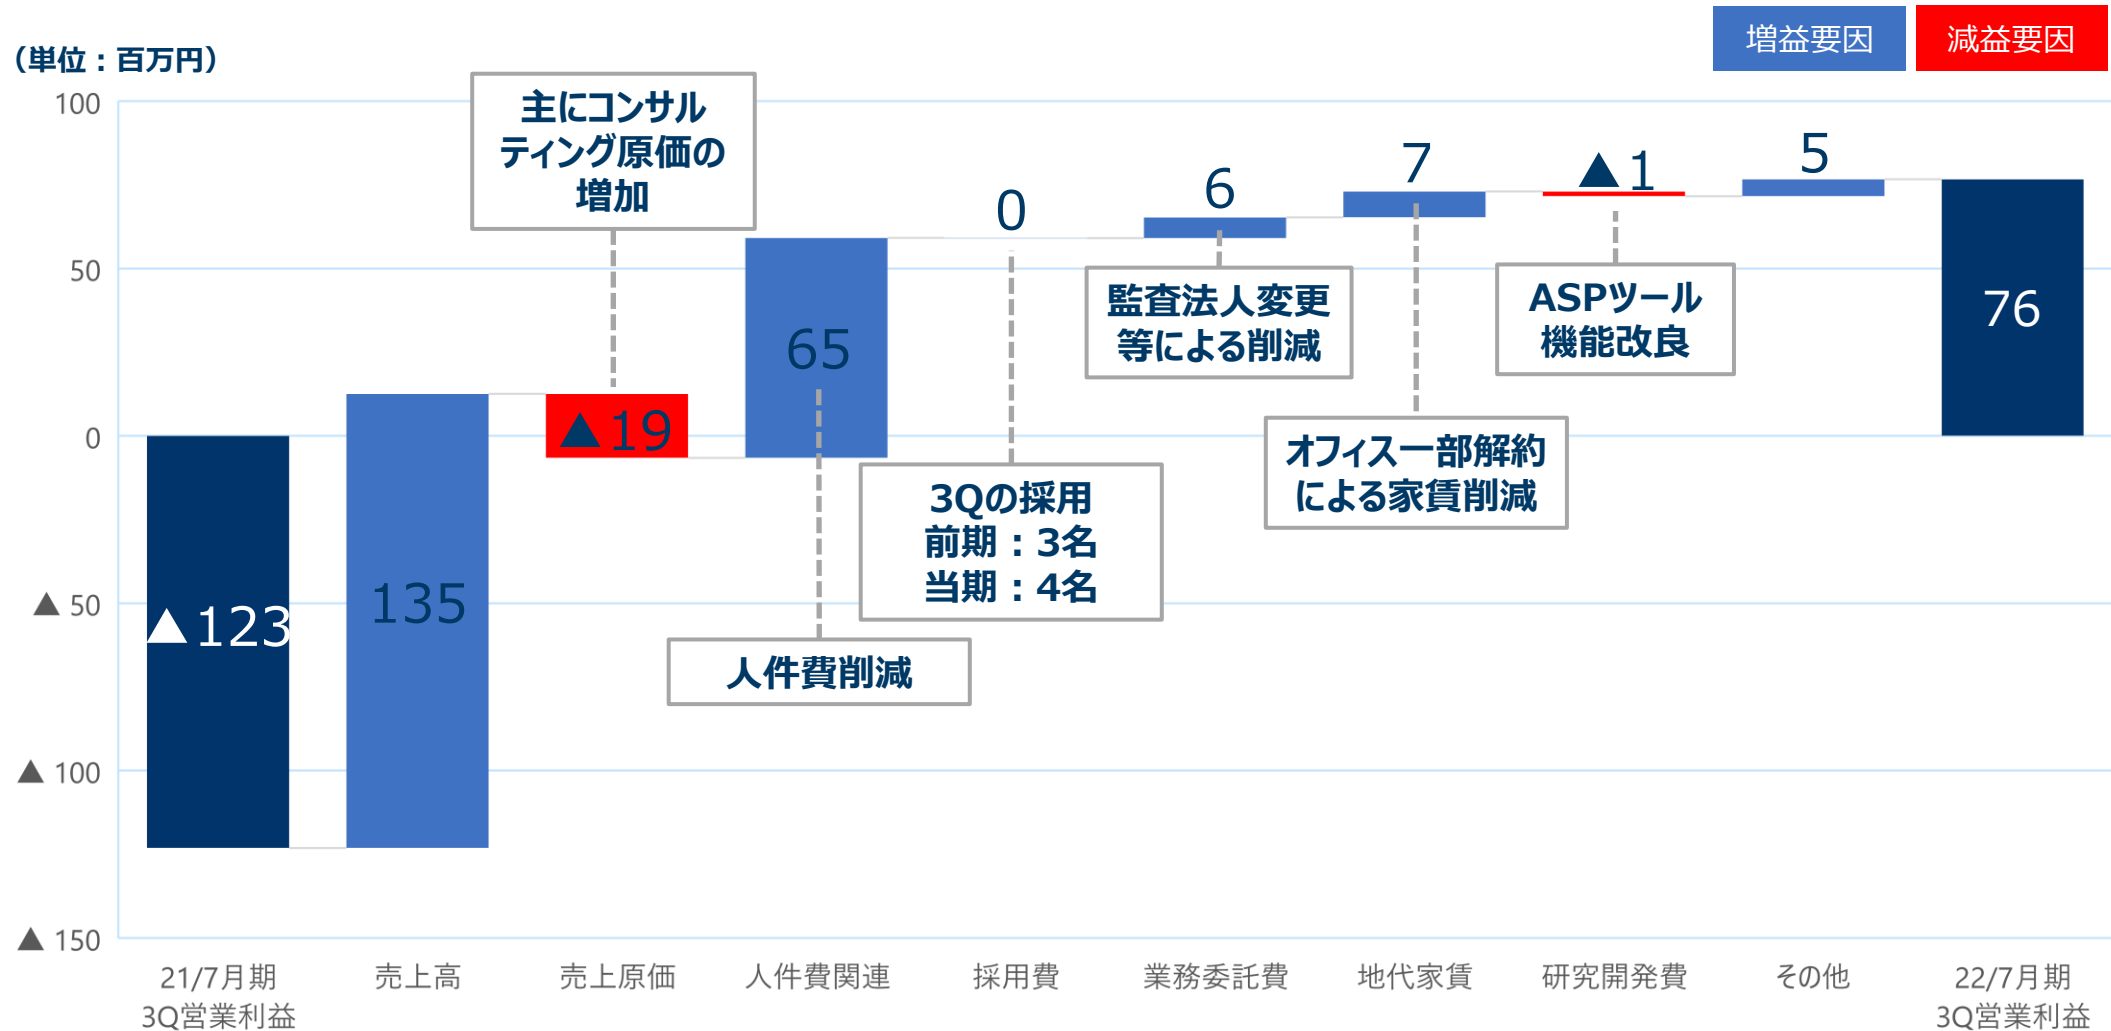 (単位：百万円)
増益要因
減益要因
100
50
0
▲ 50
▲ 100
▲ 150
主にコンサル
ティング原価の
増加
▲123
135
▲19
65
0
6
7
▲1
5
76
人件費削減
3Qの採用
前期：3名
当期：4名
監査法人変更
等による削減
オフィス一部解約
による家賃削減
ASPツール
機能改良
21/7月期
3Q営業利益
売上高
売上原価
人件費関連
採用費
業務委託費
地代家賃
研究開発費
その他
22/7月期
3Q営業利益